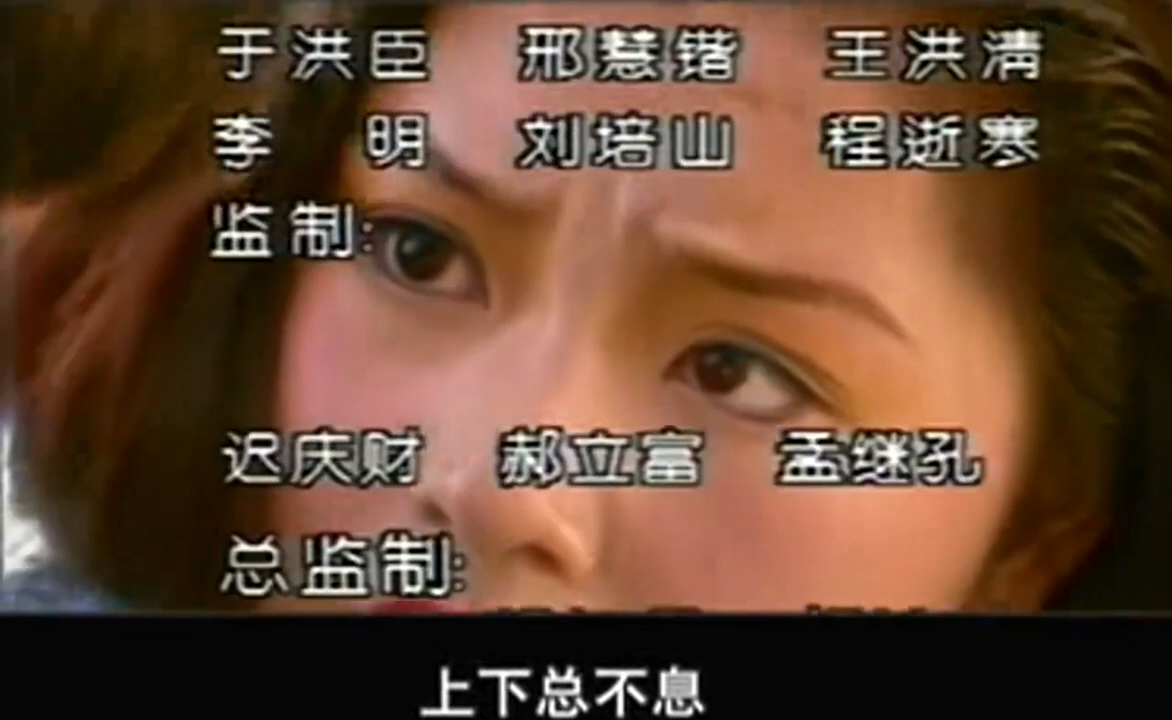 于洪臣 邢慧锴 王洪清
李 明 刘培山 程逝寒
监制:
迟庆财 郝立富 孟继孔
总监制:
上下总不息